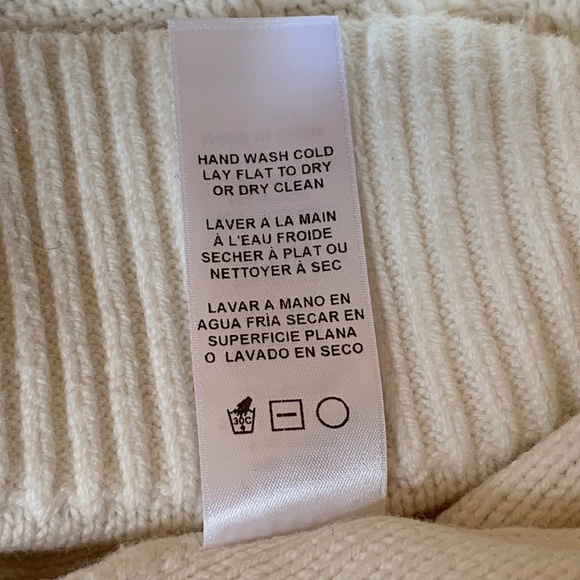 HAND WASH COLD
LAY FLAT TO DRY
OR DRY CLEAN
LAVER A LA MAIN
À L'EAU FROIDE
SECHER À PLAT OU
NETTOYER À SEC
LAVAR A MANO EN
AGUA FRÌA SECAR EN
SUPERFICIE PLANA
O LAVADO EN SECO
30C